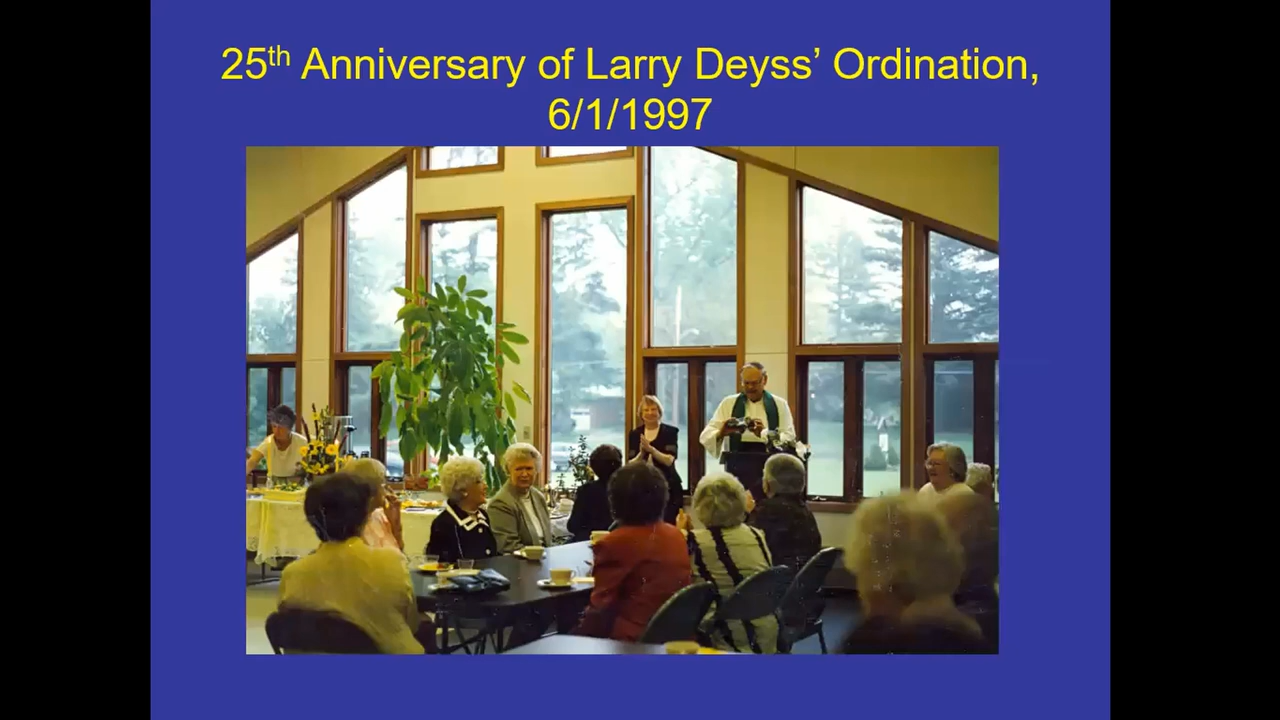 25th Anniversary of Larry Deyss’ Ordination,
6/1/1997